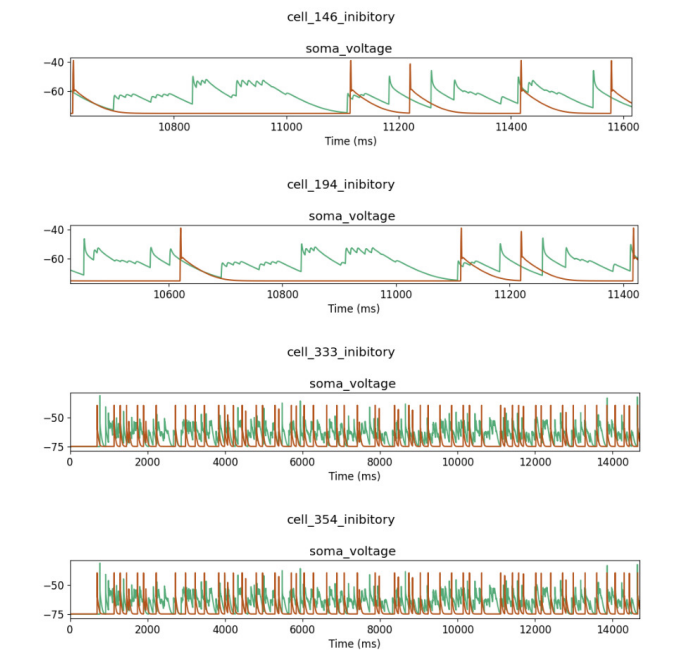 cell_146_inibitory
soma_voltage
−40
−60
10800 11000 11200 11400 11600
Time (ms)
cell_194_inibitory
soma_voltage
−40
−60
10600 10800 11000 11200 11400
Time (ms)
cell_333_inibitory
soma_voltage
−50
−75
0 2000 4000 6000 8000 10000 12000 14000
Time (ms)
cell_354_inibitory
soma_voltage
−50
−75
0 2000 4000 6000 8000 10000 12000 14000
Time (ms)